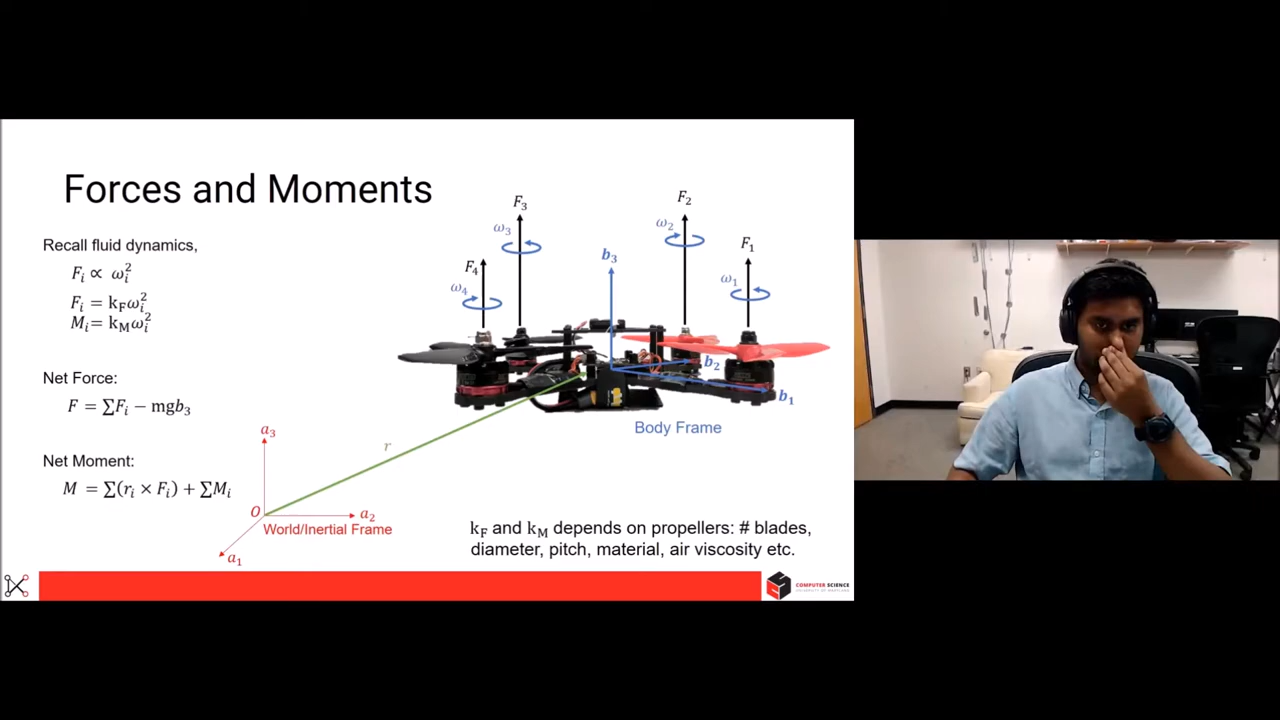 Forces and Moments
Recall fluid dynamics,
Fᵢ ∝ ωᵢ²
Fᵢ = k_F ωᵢ²
Mᵢ = k_M ωᵢ²
Net Force:
F = ∑Fᵢ − mgb₃
Net Moment:
M = ∑(rᵢ × Fᵢ) + ∑Mᵢ
F₃
F₂
ω₃
ω₂
F₁
F₄
b₃
ω₄
ω₁
b₂
b₁
Body Frame
a₃
r
O
a₂
World/Inertial Frame
a₁
k_F and k_M depends on propellers: # blades,
diameter, pitch, material, air viscosity etc.
COMPUTER SCIENCE
UNIVERSITY OF MARYLAND